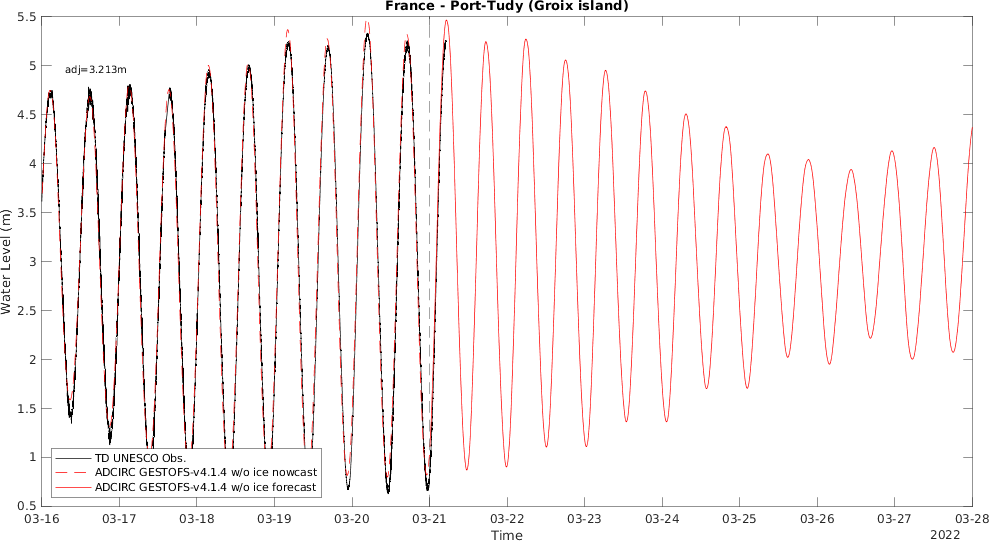 France - Port-Tudy (Groix island)
5.5
5
4.5
4
3.5
3
2.5
2
1.5
1
0.5
Water Level (m)
adj=3.213m
TD UNESCO Obs.
ADCIRC GESTOFS-v4.1.4 w/o ice nowcast
ADCIRC GESTOFS-v4.1.4 w/o ice forecast
03-16 03-17 03-18 03-19 03-20 03-21 03-22 03-23 03-24 03-25 03-26 03-27 03-28
Time
2022